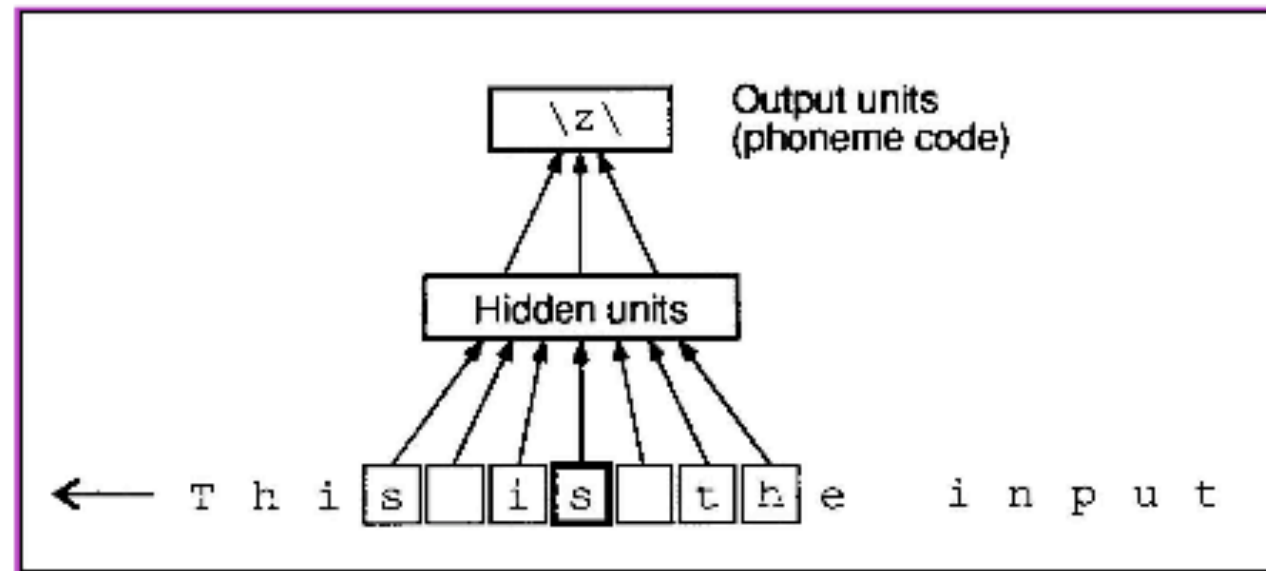 \z\
Output units
(phoneme code)
Hidden units
This is the input